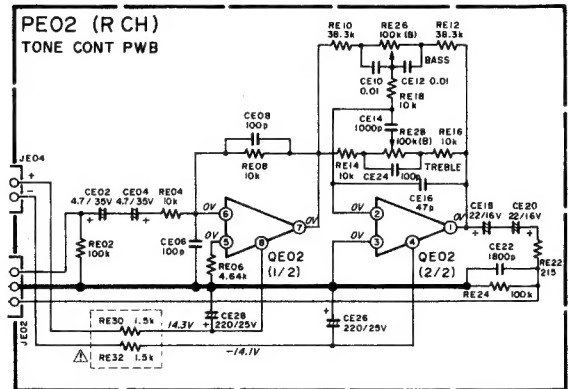 PE02 (R CH)
TONE CONT PWB
RE10
38.3k
RE26
100k(B)
RE12
38.3k
BASS
CE10
0.01
CE12 0.01
RE18
10k
CE14
1000p
RE28
100k(B)
RE16
10k
RE14
10k
TREBLE
CE24
100p
CE16
47p
CE08
100p
RE08
10k
JE04
+
-
CE02
4.7/35V
CE04
4.7/35V
RE04
10k
+
+
0V
0V
0V
6
5
7
8
QE02
(1/2)
CE06
100p
RE02
100k
RE06
4.64k
0V
0V
0V
2
3
1
4
QE02
(2/2)
CE18
22/16V
CE20
22/16V
+
+
CE22
1800p
RE22
215
RE24
100k
JE02
RE30 1.5k
14.3V
RE32 1.5k
-14.1V
CE28
220/25V
+
CE26
220/25V
+